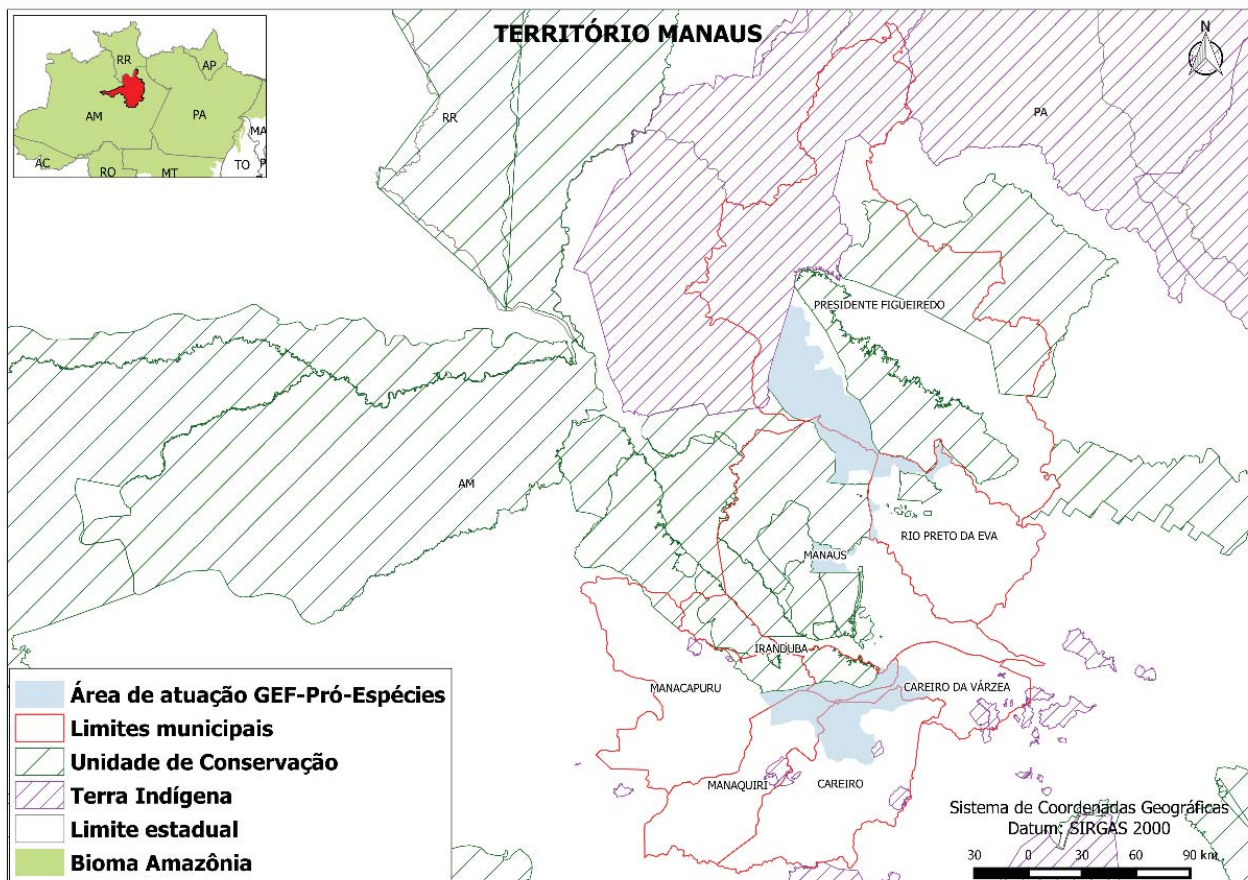 TERRITÓRIO MANAUS
N
RR
AP
AM
PA
MA
AC
RO
MT
TO
P
RR
PA
PRESIDENTE FIGUEIREDO
AM
RIO PRETO DA EVA
MANAUS
IRANDUBA
MANACAPURU
CAREIRO DA VÁRZEA
MANAQUIRI
CAREIRO
Área de atuação GEF-Pró-Espécies
Limites municipais
Unidade de Conservação
Terra Indígena
Limite estadual
Bioma Amazônia
Sistema de Coordenadas Geográficas
Datum: SIRGAS 2000
30 0 30 60 90 km